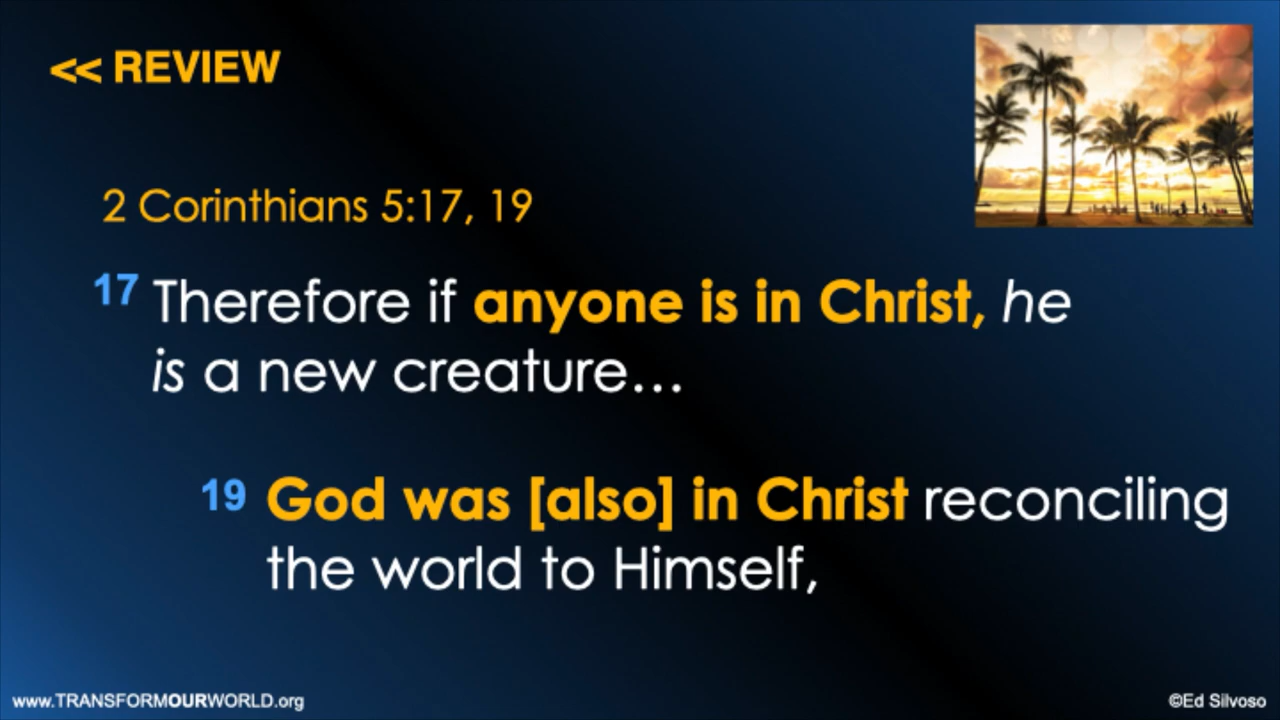 << REVIEW
2 Corinthians 5:17, 19
17 Therefore if anyone is in Christ, he
is a new creature…
19 God was [also] in Christ reconciling
the world to Himself,
www.TRANSFORMOURWORLD.org
©Ed Silvoso